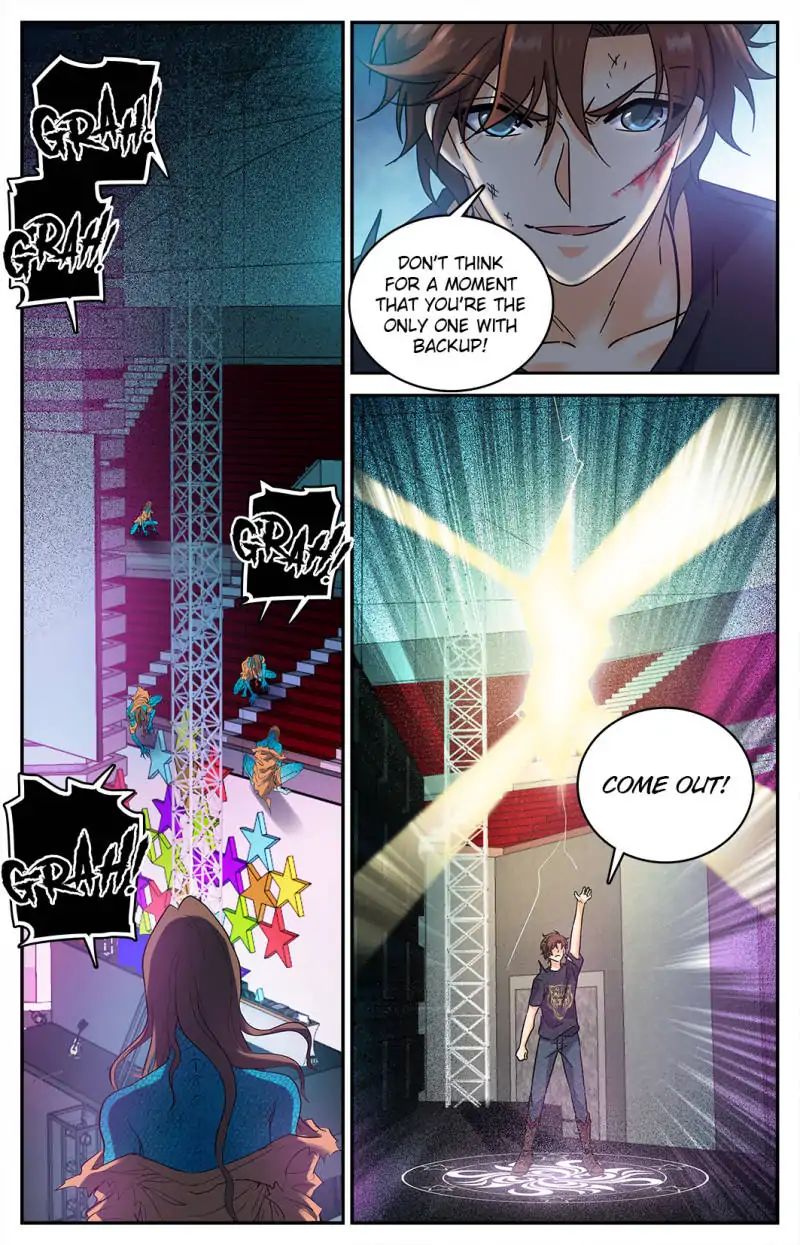 GRAH!
GRAH!
GRAH!
GRAH!
DON'T THINK
FOR A MOMENT
THAT YOU'RE THE
ONLY ONE WITH
BACKUP!
COME OUT!